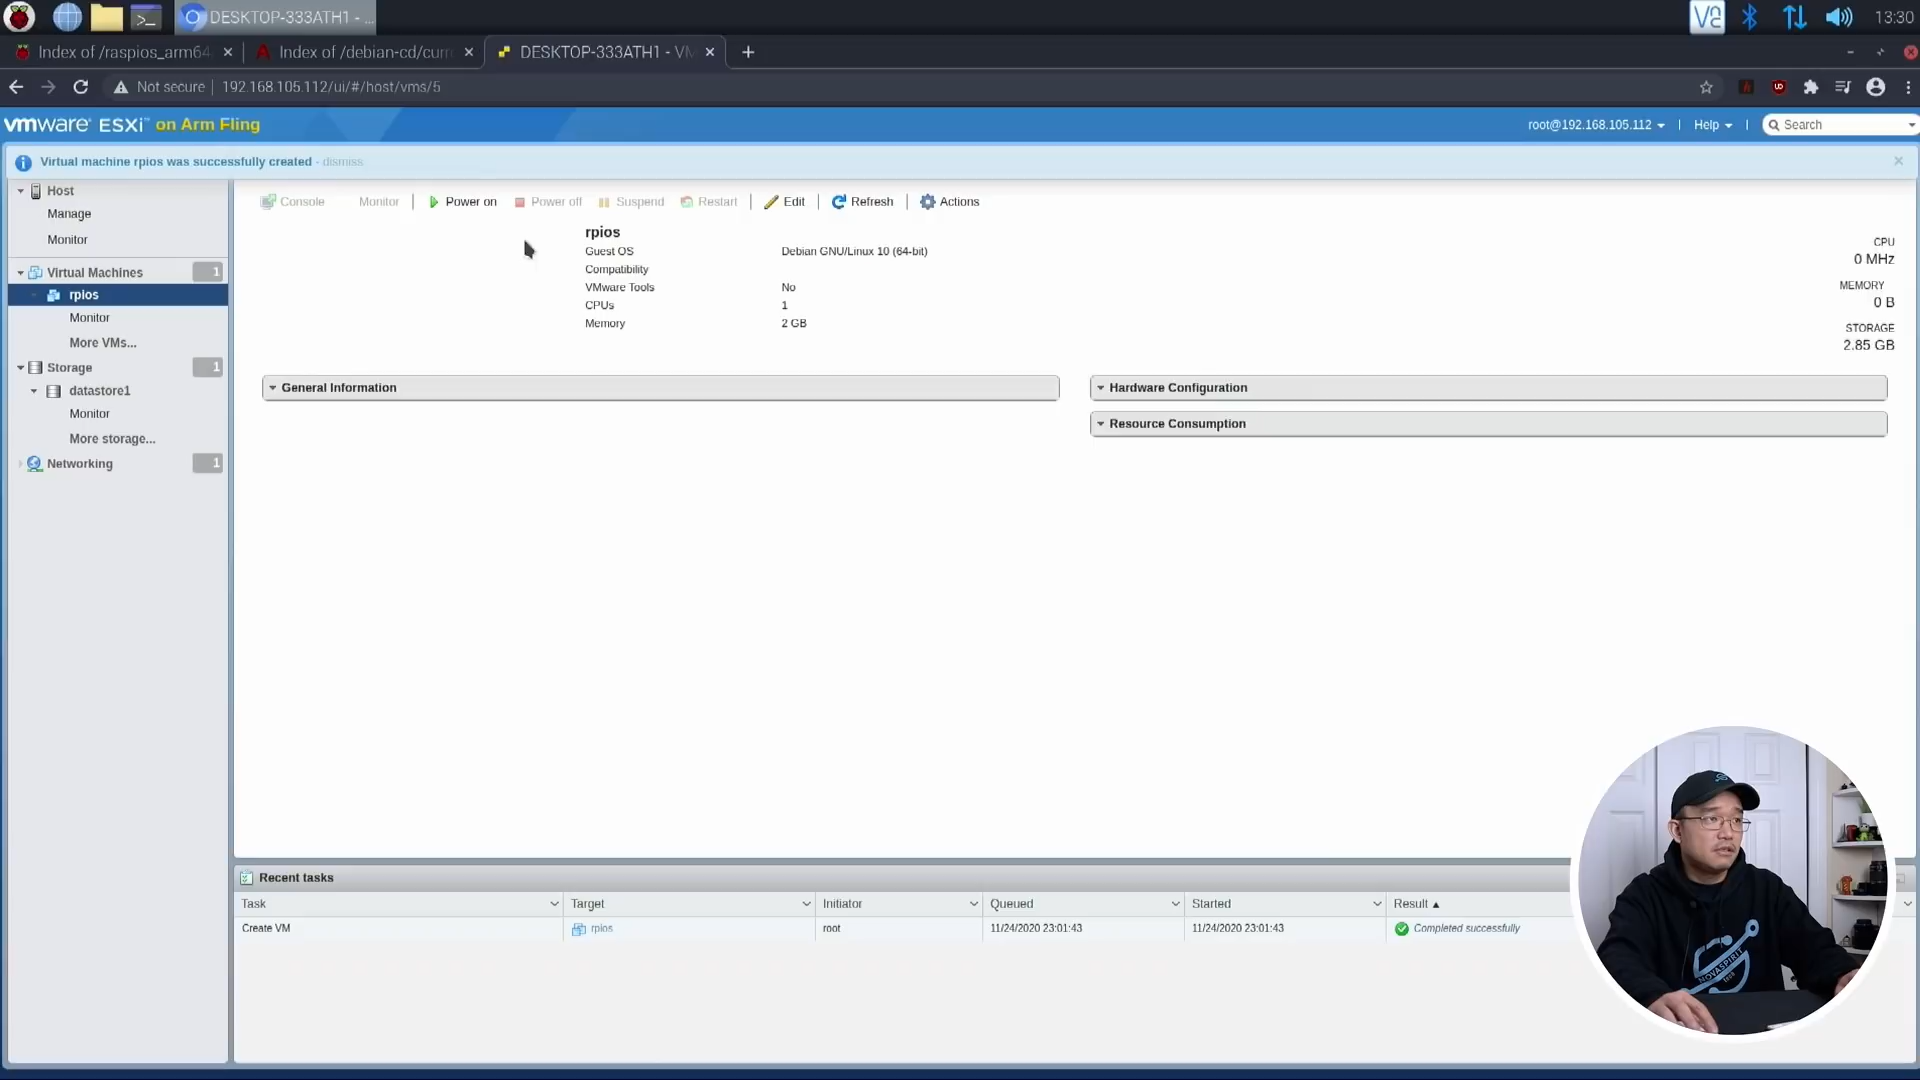 DESKTOP-333ATH1 - ...
VNC
13:30
Index of /raspios_arm64
Index of /debian-cd/curr
DESKTOP-333ATH1 - VM
Not secure
192.168.105.112/ui/#/host/vms/5
vmware ESXi on Arm Fling
root@192.168.105.112
Help
Search
Virtual machine rpios was successfully created - dismiss
Host
Manage
Monitor
Virtual Machines
1
rpios
Monitor
More VMs...
Storage
1
datastore1
Monitor
More storage...
Networking
1
Console
Monitor
Power on
Power off
Suspend
Restart
Edit
Refresh
Actions
rpios
Guest OS
Debian GNU/Linux 10 (64-bit)
Compatibility
VMware Tools
No
CPUs
1
Memory
2 GB
CPU
0 MHz
MEMORY
0 B
STORAGE
2.85 GB
General Information
Hardware Configuration
Resource Consumption
Recent tasks
Task
Target
Initiator
Queued
Started
Result
Create VM
rpios
root
11/24/2020 23:01:43
11/24/2020 23:01:43
Completed successfully
NOVASPIRIT